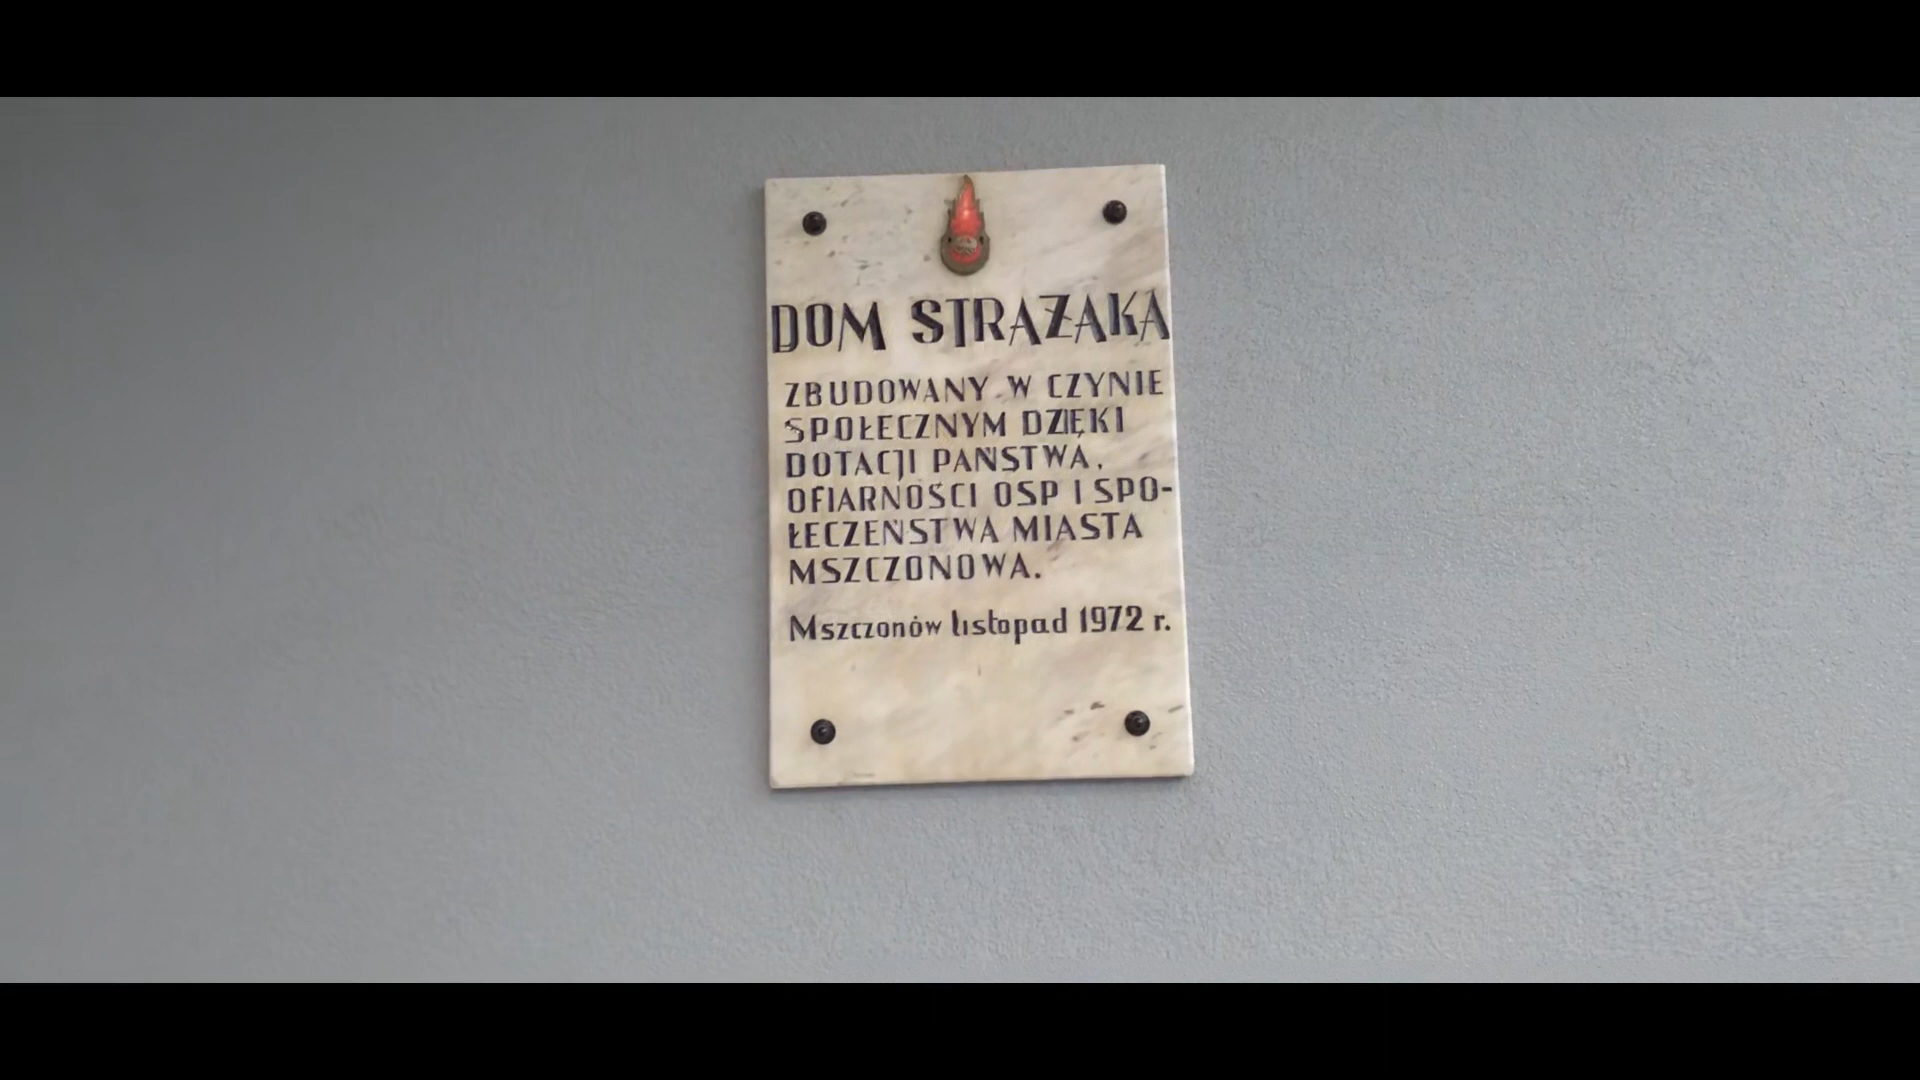 DOM STRAŻAKA
ZBUDOWANY W CZYNIE
SPOŁECZNYM DZIĘKI
DOTACJI PAŃSTWA,
OFIARNOŚCI OSP I SPO-
ŁECZEŃSTWA MIASTA
MSZCZONOWA.
Mszczonów listopad 1972 r.